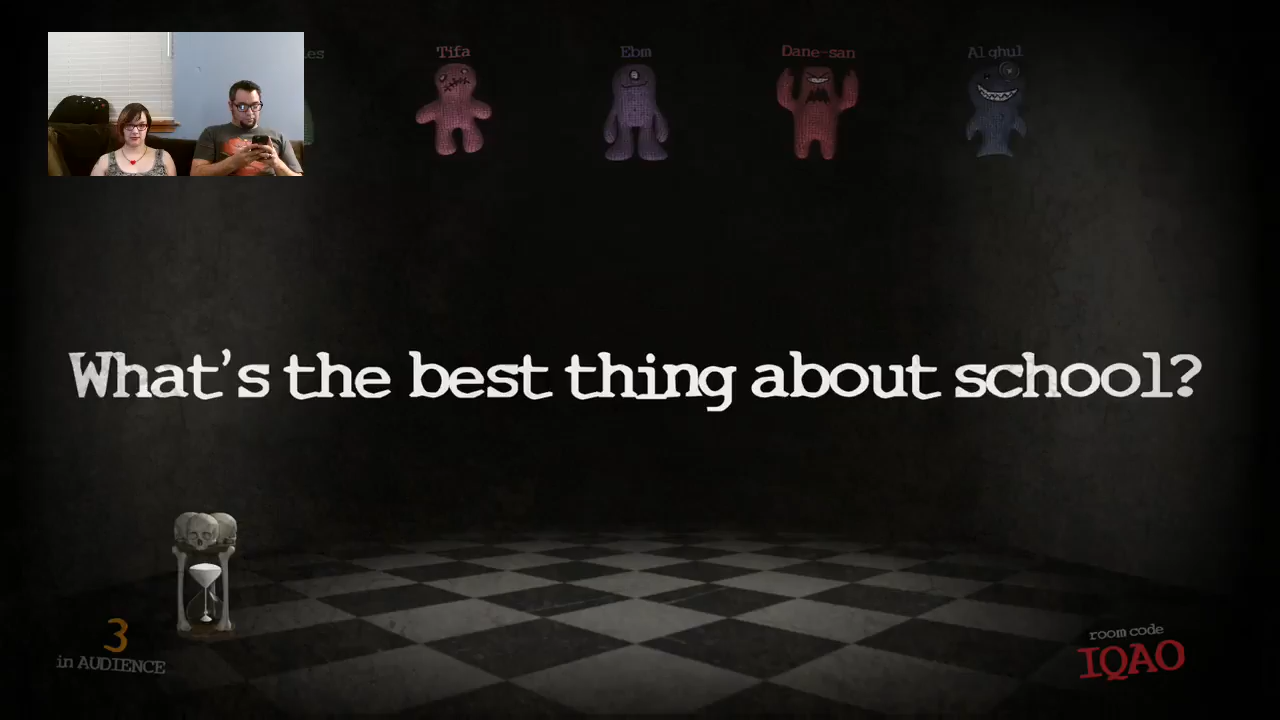 Tifa
Ebm
Dane-san
Al ghul
What's the best thing about school?
3
in AUDIENCE
room code
IQAO